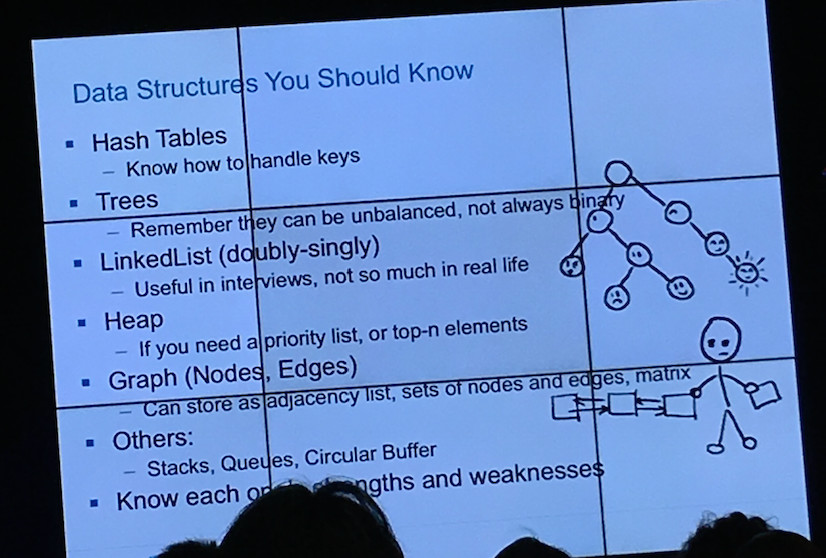 Data Structures You Should Know
▪ Hash Tables
– Know how to handle keys
▪ Trees
– Remember they can be unbalanced, not always binary
▪ LinkedList (doubly-singly)
– Useful in interviews, not so much in real life
▪ Heap
– If you need a priority list, or top-n elements
▪ Graph (Nodes, Edges)
– Can store as adjacency list, sets of nodes and edges, matrix
▪ Others:
– Stacks, Queues, Circular Buffer
▪ Know each and weaknesses